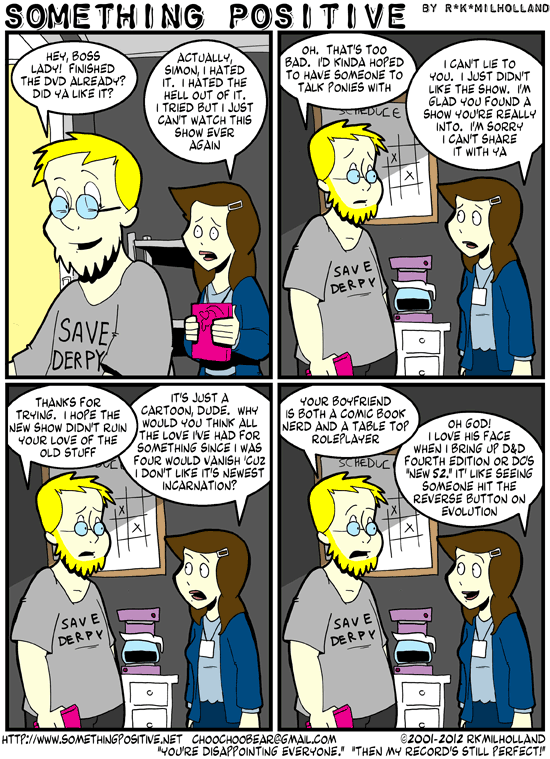 SOMETHING POSITIVE BY R*K*MILHOLLAND
HEY, BOSS
LADY! FINISHED
THE DVD ALREADY?
DID YA LIKE IT?
ACTUALLY,
SIMON, I HATED
IT. I HATED THE
HELL OUT OF IT.
I TRIED BUT I JUST
CAN'T WATCH THIS
SHOW EVER
AGAIN
SAVE
DERPY
OH. THAT'S TOO
BAD. I'D KINDA HOPED
TO HAVE SOMEONE TO
TALK PONIES WITH
I CAN'T LIE TO
YOU. I JUST DIDN'T
LIKE THE SHOW. I'M
GLAD YOU FOUND A
SHOW YOU'RE REALLY
INTO. I'M SORRY
I CAN'T SHARE
IT WITH YA
SCHEDULE
X
X
SAVE
DERPY
THANKS FOR
TRYING. I HOPE THE
NEW SHOW DIDN'T RUIN
YOUR LOVE OF THE
OLD STUFF
IT'S JUST A
CARTOON, DUDE. WHY
WOULD YOU THINK ALL
THE LOVE I'VE HAD FOR
SOMETHING SINCE I WAS
FOUR WOULD VANISH 'CUZ
I DON'T LIKE IT'S NEWEST
INCARNATION?
X
X
SAVE
DERPY
YOUR BOYFRIEND
IS BOTH A COMIC BOOK
NERD AND A TABLE TOP
ROLEPLAYER
OH GOD!
I LOVE HIS FACE
WHEN I BRING UP D&D
FOURTH EDITION OR DC'S
"NEW 52." IT' LIKE SEEING
SOMEONE HIT THE
REVERSE BUTTON ON
EVOLUTION
SCHEDUL
X
X
SAVE
DERPY
HTTP://WWW.SOMETHINGPOSITIVE.NET CHOOCHOOBEAR@GMAIL.COM ©2001-2012 RKMILHOLLAND
"YOU'RE DISAPPOINTING EVERYONE." "THEN MY RECORD'S STILL PERFECT!"